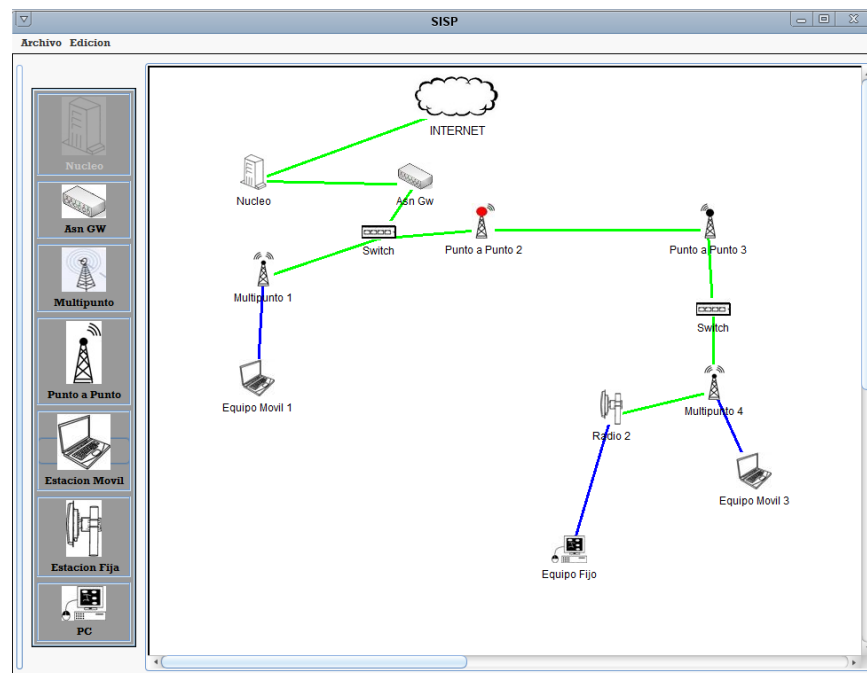 SISP
Archivo Edicion
Nucleo
Asn GW
Multipunto
Punto a Punto
Estacion Movil
Estacion Fija
PC
INTERNET
Nucleo
Asn Gw
Switch
Punto a Punto 2
Punto a Punto 3
Multipunto 1
Switch
Equipo Movil 1
Multipunto 4
Radio 2
Equipo Movil 3
Equipo Fijo